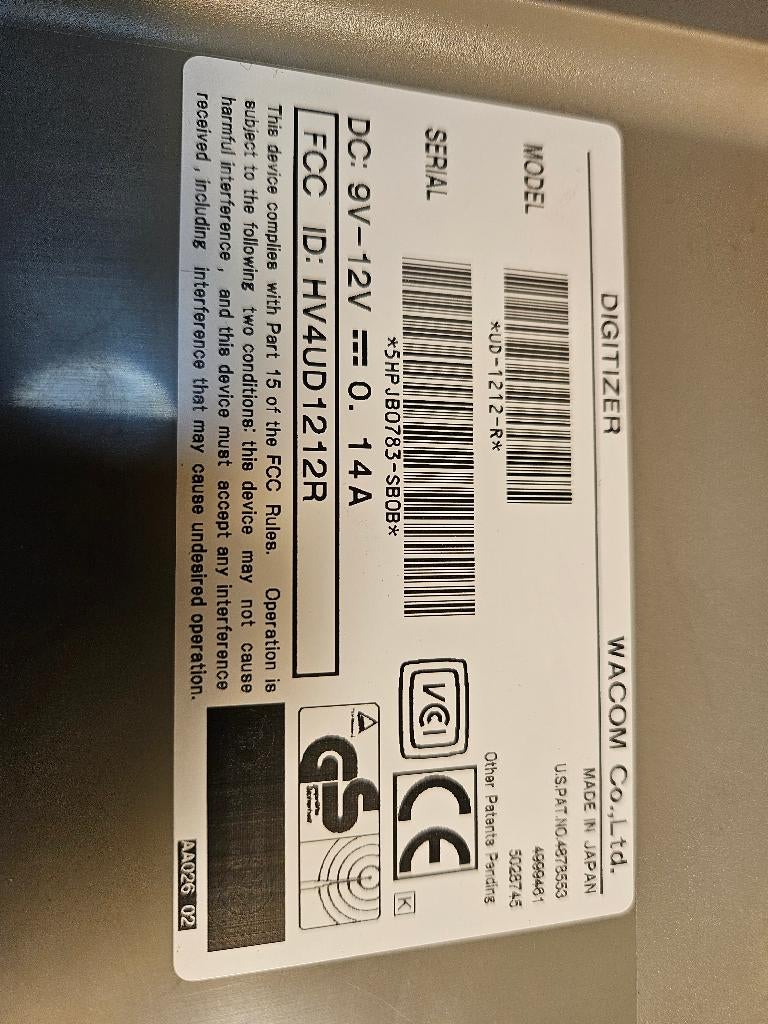 DIGITIZER WACOM Co.,Ltd.
MADE IN JAPAN
MODEL
*UD-1212-R*
U.S.PAT.NO.4878553
4999461
5028745
Other Patents Pending
SERIAL
*5HPJB0783-SB0B*
VCI
CE
K
DC: 9V-12V ⎓ 0. 14A
FCC ID: HV4UD1212R
GS
This device complies with Part 15 of the FCC Rules. Operation is
subject to the following two conditions: this device may not cause
harmful interference, and this device must accept any interference
received, including interference that may cause undesired operation.
AA026 02